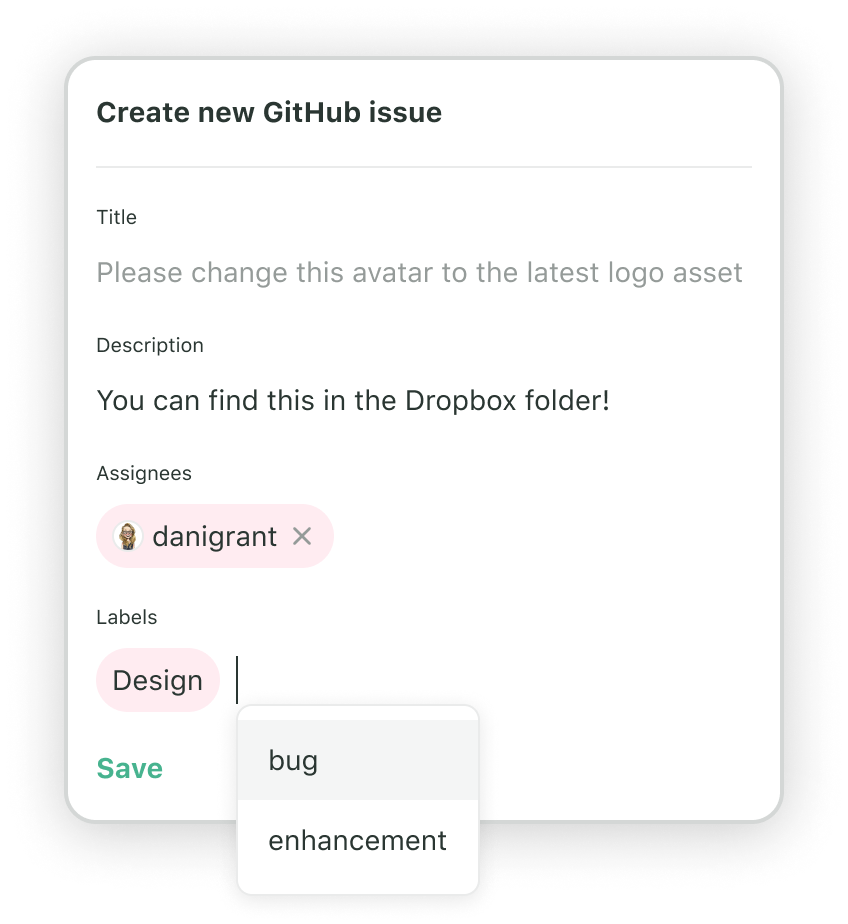 Create new GitHub issue
Title
Please change this avatar to the latest logo asset
Description
You can find this in the Dropbox folder!
Assignees
danigrant
Labels
Design
Save
bug
enhancement